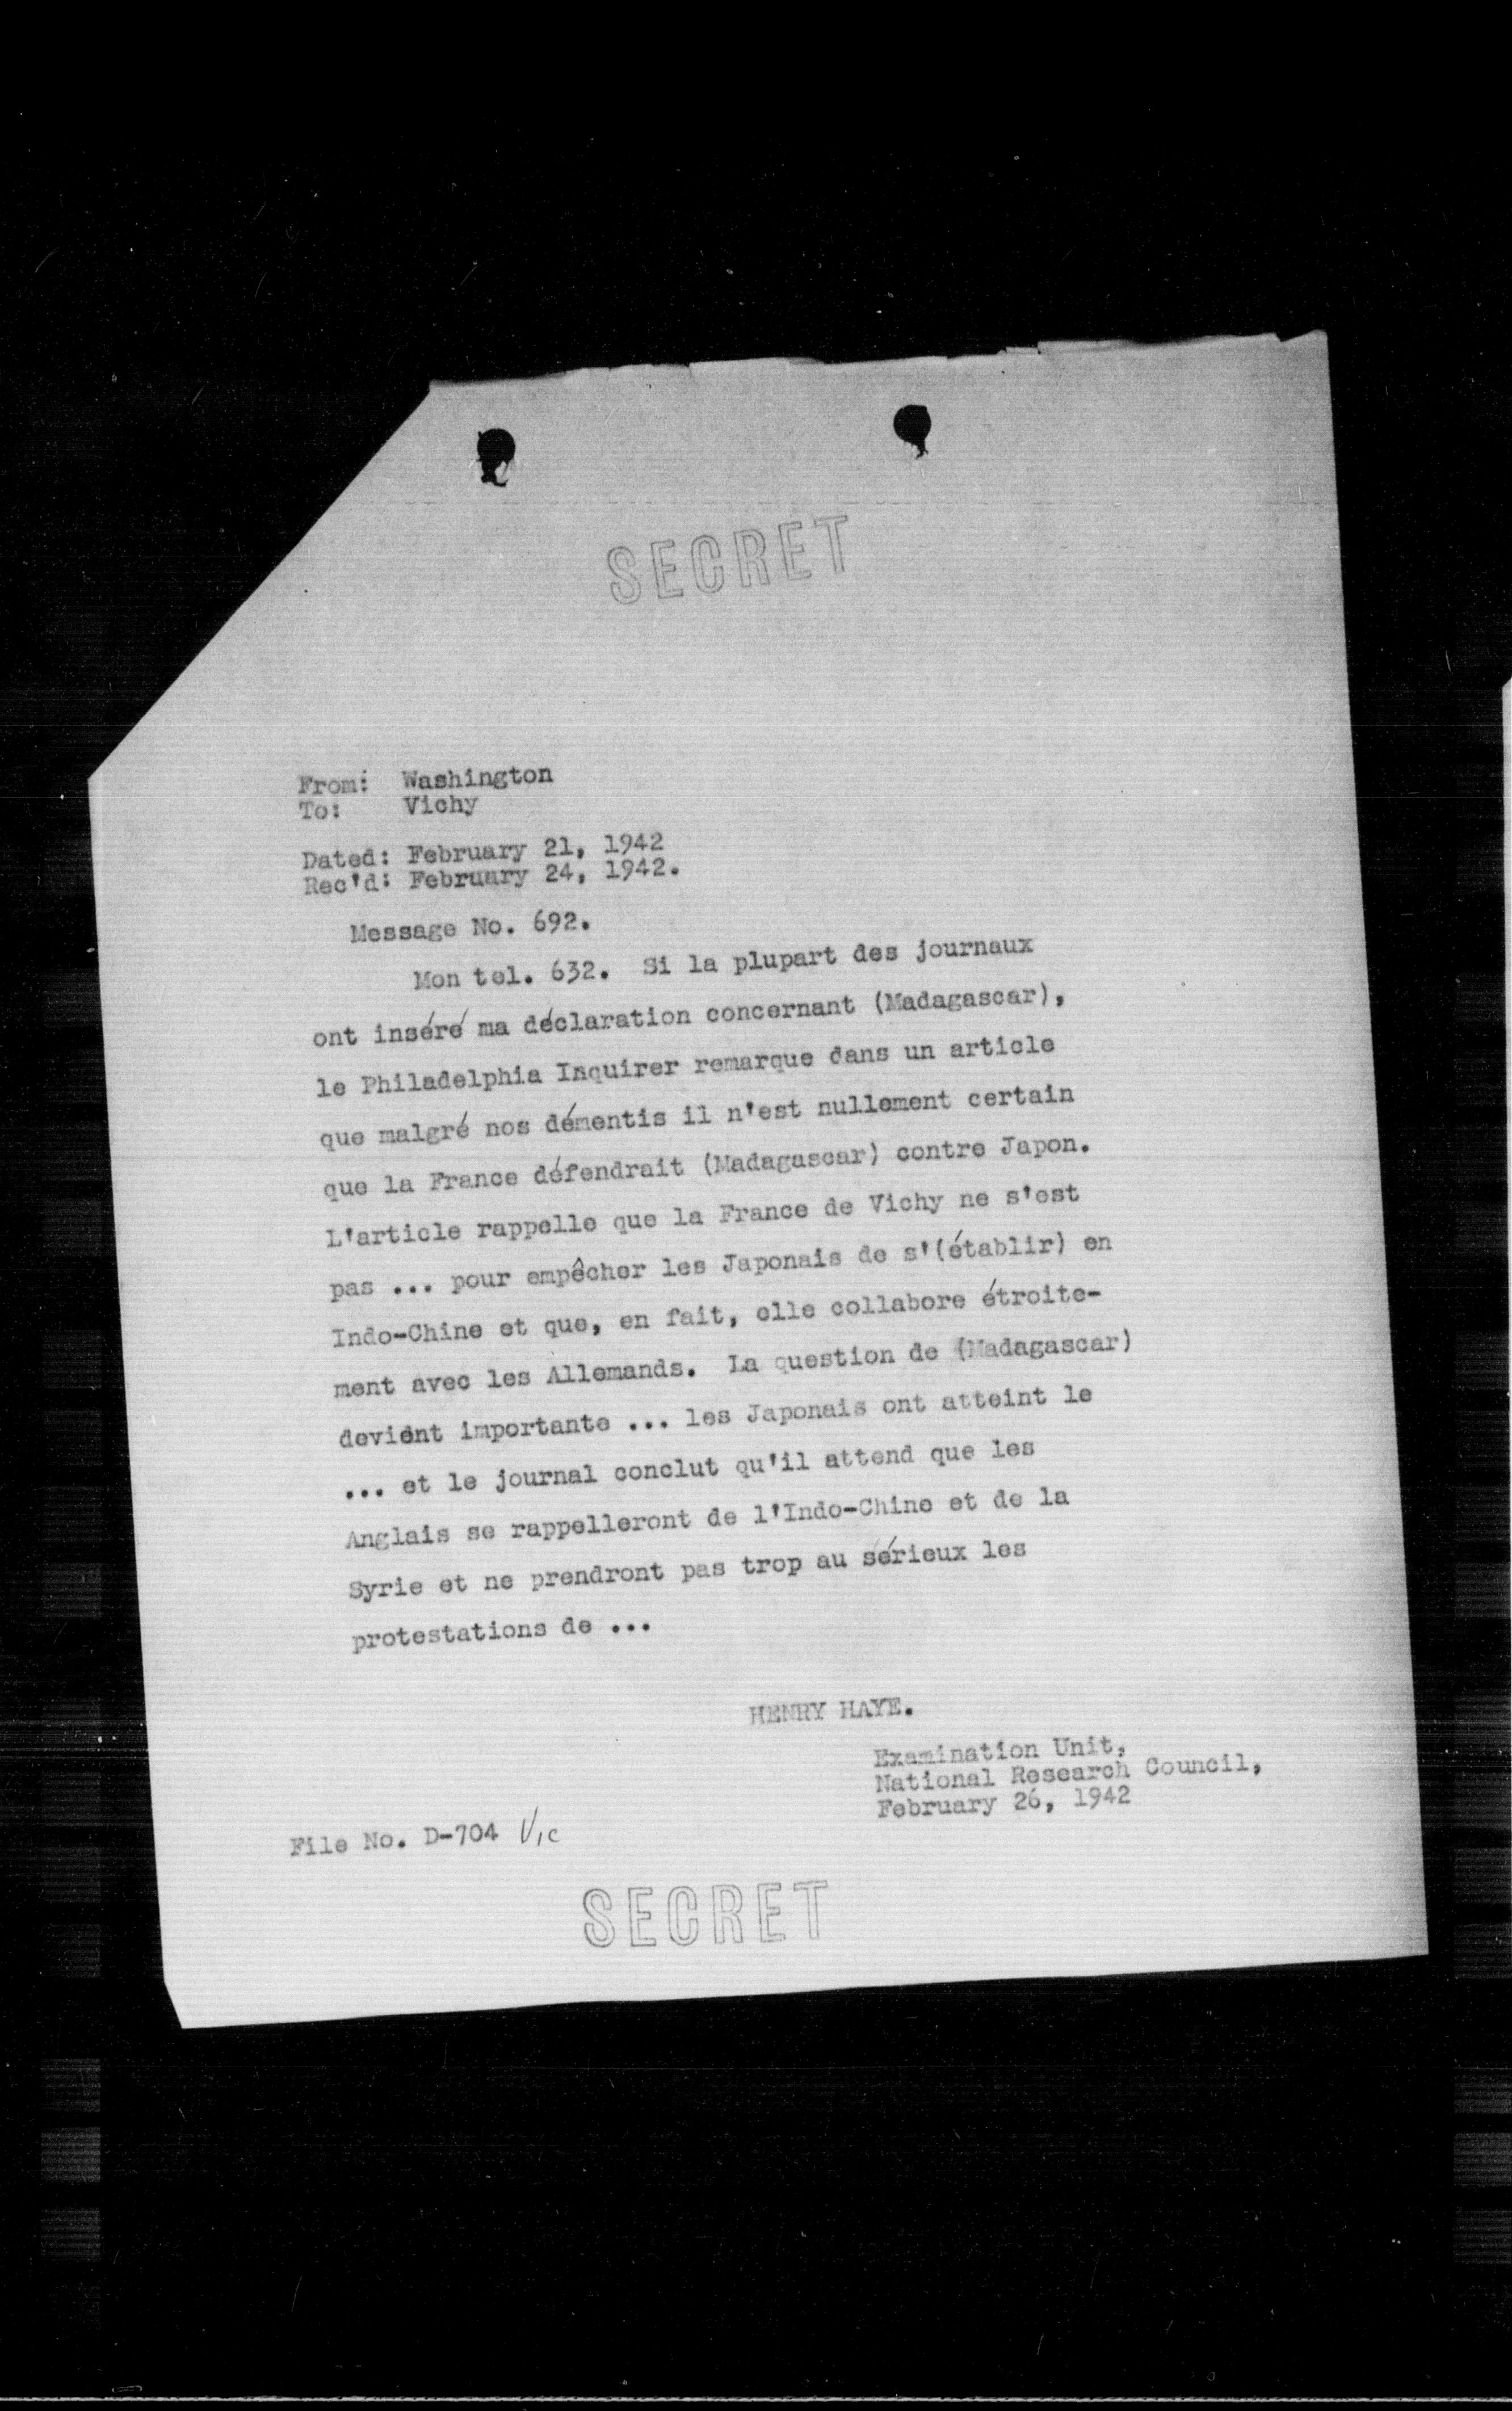 SECRET
From: Washington
To: Vichy
Dated: February 21, 1942
Rec'd: February 24, 1942.
Message No. 692.
Mon tel. 632. Si la plupart des journaux
ont inséré ma déclaration concernant (Madagascar),
le Philadelphia Inquirer remarque dans un article
que malgré nos démentis il n'est nullement certain
que la France défendrait (Madagascar) contre Japon.
L'article rappelle que la France de Vichy ne s'est
pas ... pour empêcher les Japonais de s'(établir) en
Indo-Chine et que, en fait, elle collabore étroite-
ment avec les Allemands. La question de (Madagascar)
devient importante ... les Japonais ont atteint le
... et le journal conclut qu'il attend que les
Anglais se rappelleront de l'Indo-Chine et de la
Syrie et ne prendront pas trop au sérieux les
protestations de ...
HENRY HAYE.
Examination Unit,
National Research Council,
February 26, 1942
File No. D-704 Vic
SECRET